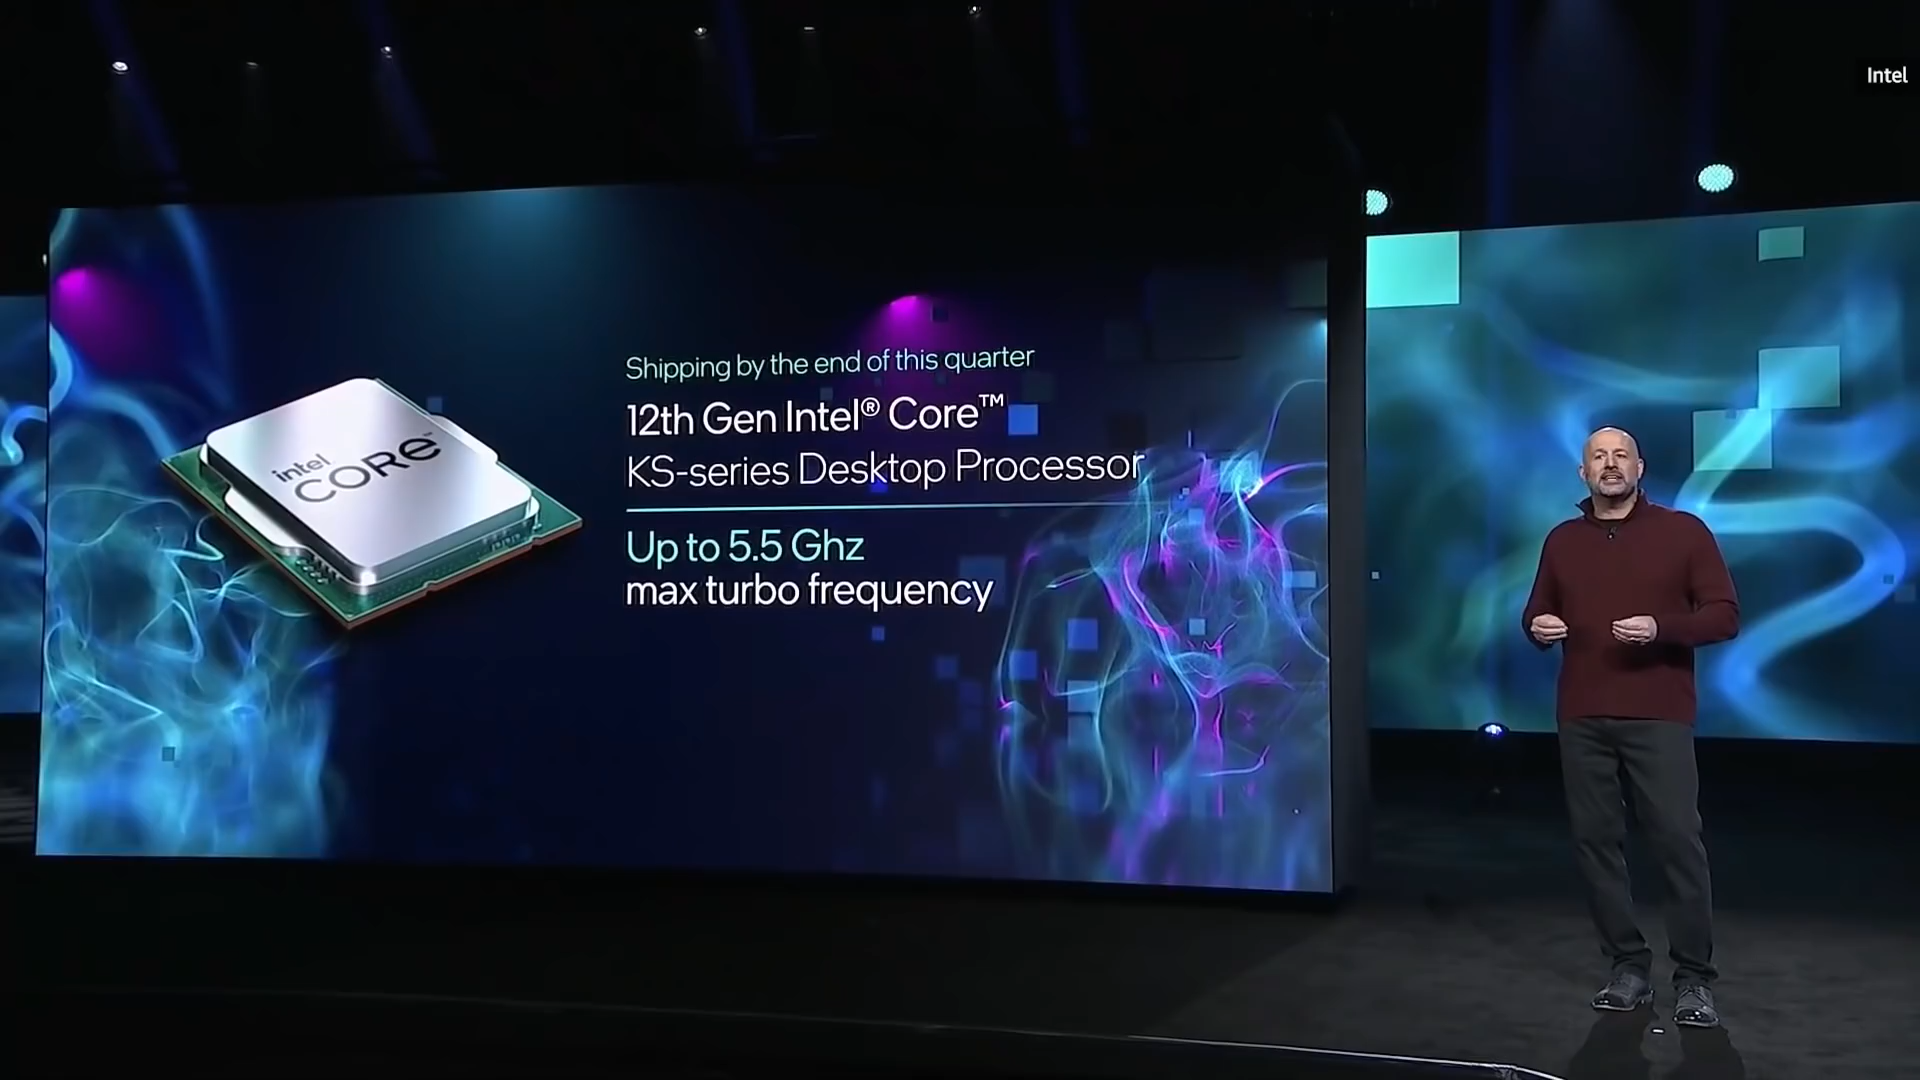 Intel
Shipping by the end of this quarter
12th Gen Intel® Core™
KS-series Desktop Processor
Up to 5.5 Ghz
max turbo frequency
intel
CORE™